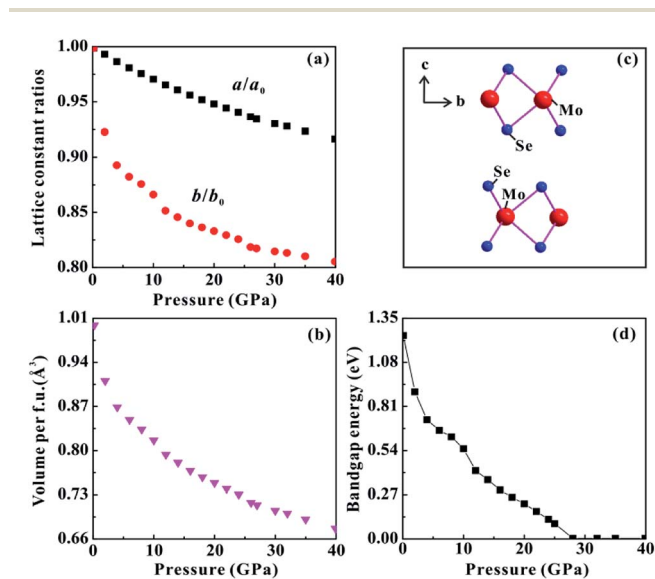 (a)
Lattice constant ratios
1.00
0.95
0.90
0.85
0.80
a/a0
b/b0
0 10 20 30 40
Pressure (GPa)
(c)
c
b
Mo
Se
Se
Mo
(b)
Volume per f.u.(Å3)
1.01
0.94
0.87
0.80
0.73
0.66
0 10 20 30 40
Pressure (GPa)
(d)
Bandgap energy (eV)
1.35
1.08
0.81
0.54
0.27
0.00
0 10 20 30 40
Pressure (GPa)